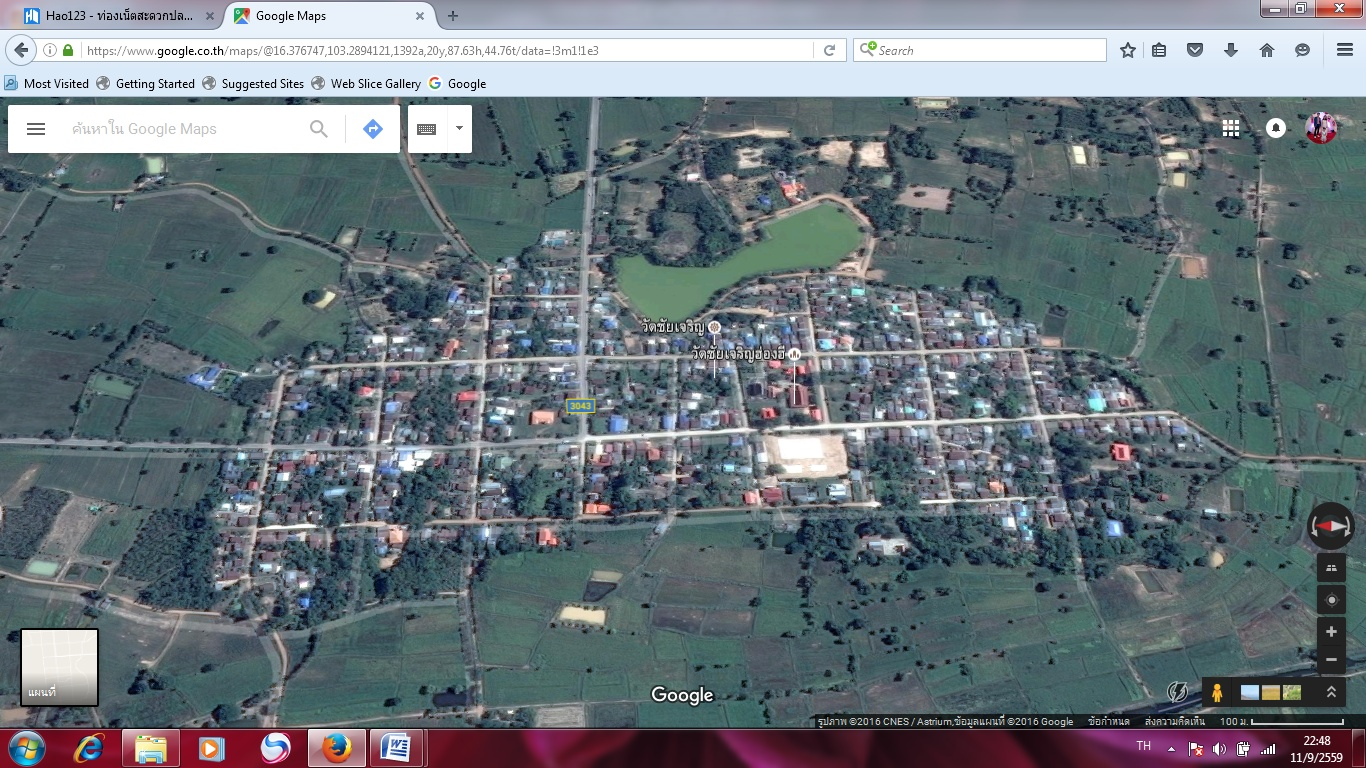 Hao123 - ท่องเน็ตสะดวกปล...
Google Maps
https://www.google.co.th/maps/@16.376747,103.2894121,1392a,20y,87.63h,44.76t/data=!3m1!1e3
Search
Most Visited Getting Started Suggested Sites Web Slice Gallery Google
ค้นหาใน Google Maps
วัดชัยเจริญ
วัดชัยเจริญฮ่องฮี
3043
แผนที่
Google
รูปภาพ ©2016 CNES / Astrium,ข้อมูลแผนที่ ©2016 Google ข้อกำหนด ส่งความคิดเห็น 100 ม.
TH
22:48
11/9/2559